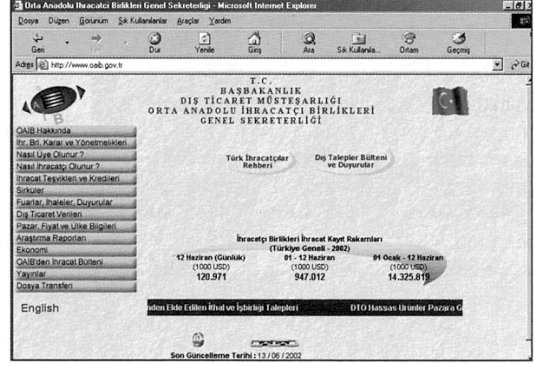 Orta Anadolu İhracatci Birlikleri Genel Sekreterligi - Microsoft Internet Explorer
Dosya Düzen Görünüm Sık Kullanılanlar Araçlar Yardım
Geri Dur Yenile Giriş Ara Sık Kullanıla... Ortam Geçmiş
Adres http://www.oaib.gov.tr Git
T.C.
BAŞBAKANLIK
DIŞ TİCARET MÜSTEŞARLIĞI
ORTA ANADOLU İHRACATÇI BİRLİKLERİ
GENEL SEKRETERLİĞİ
OAİB Hakkında
İhr. Brl. Karar ve Yönetmelikleri
Nasıl Üye Olunur ?
Nasıl İhracatçı Olunur ?
İhracat Teşvikleri ve Kredileri
Sirküler
Fuarlar, İhaleler, Duyurular
Dış Ticaret Verileri
Pazar, Fiyat ve Ülke Bilgileri
Araştırma Raporları
Ekonomi
OAİB'den İhracat Bülteni
Yayınlar
Dosya Transferi
English
Türk İhracatçılar
Rehberi
Dış Talepler Bülteni
ve Duyurular
İhracatçı Birlikleri İhracat Kayıt Rakamları
(Türkiye Geneli - 2002)
12 Haziran (Günlük) 01 - 12 Haziran 01 Ocak - 12 Haziran
(1000 USD) (1000 USD) (1000 USD)
120.971 947.012 14.325.819
nden Elde Edilen İthal ve İşbirliği Talepleri DTO Hassas Ürünler Pazara G
Son Güncelleme Tarihi : 13 / 06 / 2002